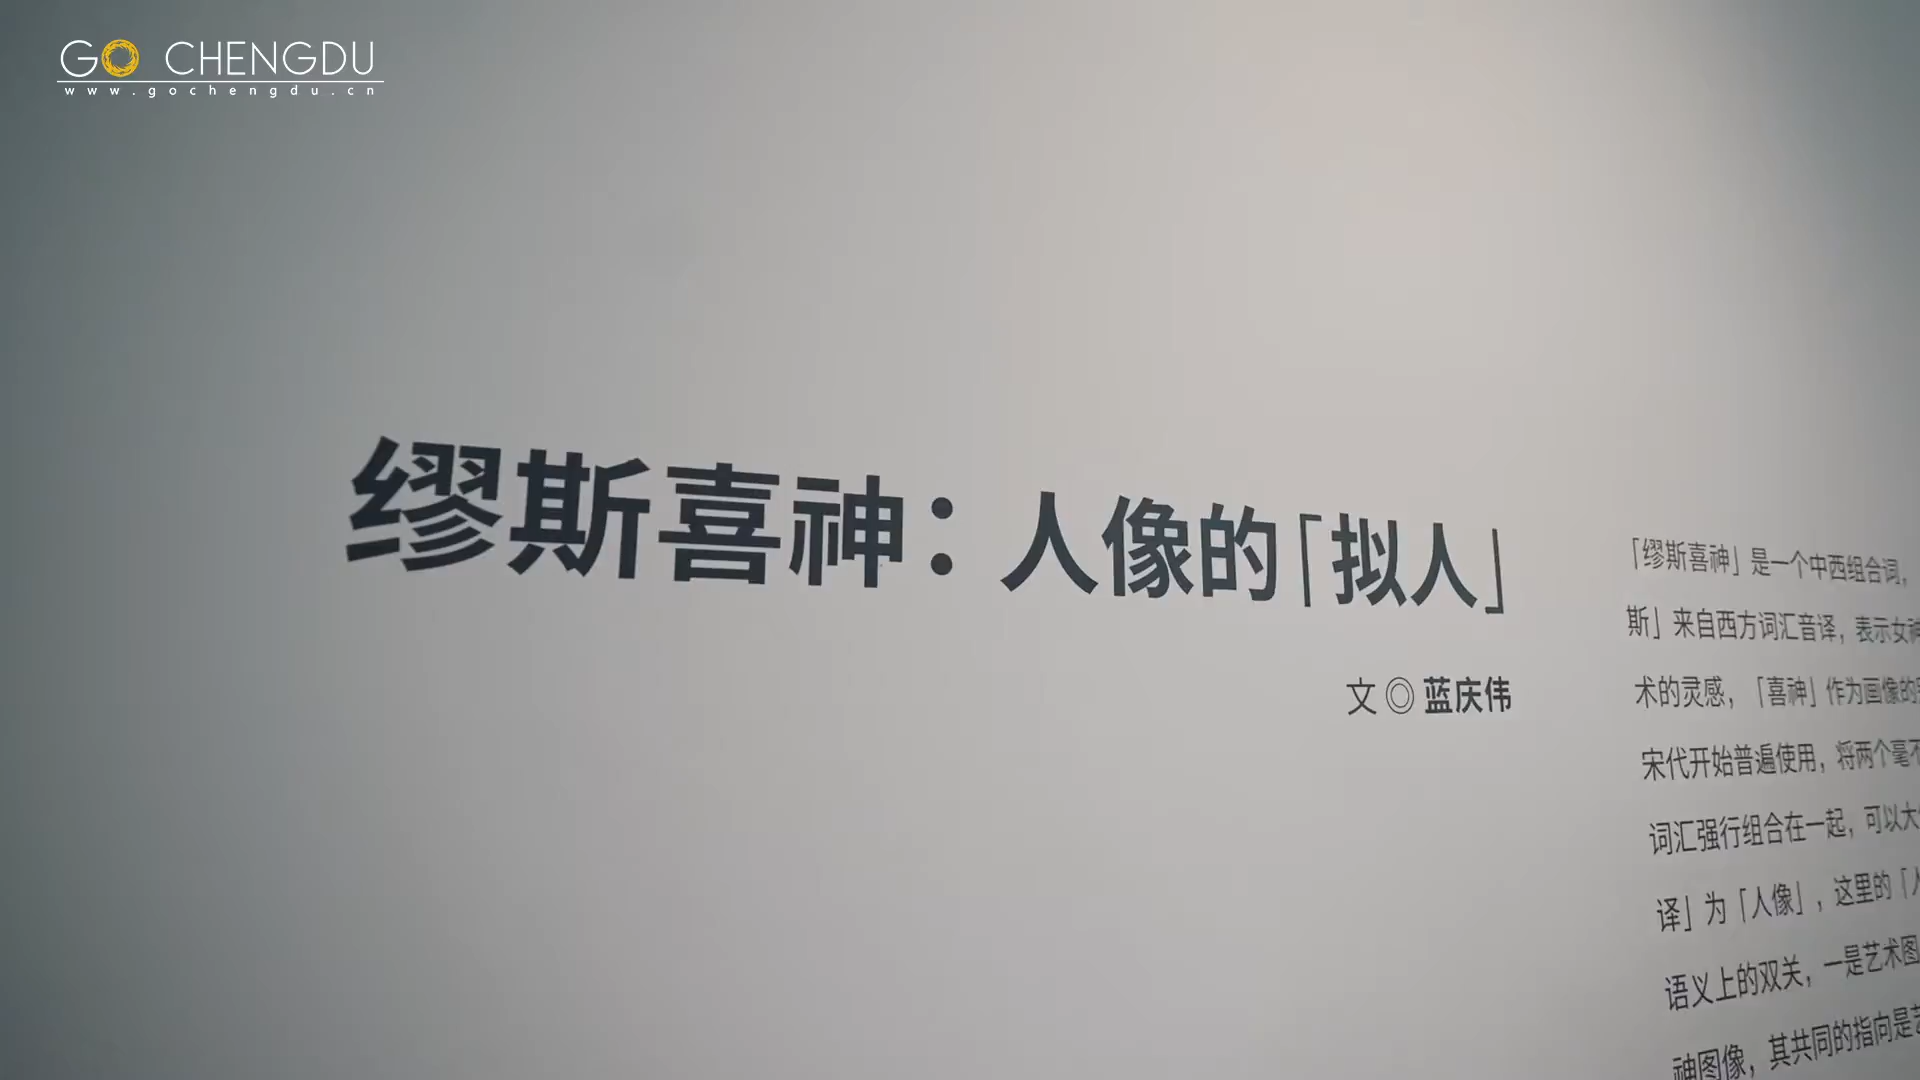 GO CHENGDU
www.gochengdu.cn
缪斯喜神：人像的「拟人」
文◎蓝庆伟
「缪斯喜神」是一个中西组合词，
斯」来自西方词汇音译，表示女神
术的灵感，「喜神」作为画像的
宋代开始普遍使用，将两个毫不
词汇强行组合在一起，可以大
译」为「人像」，这里的「
语义上的双关，一是艺术图
神图像，其共同的指向是